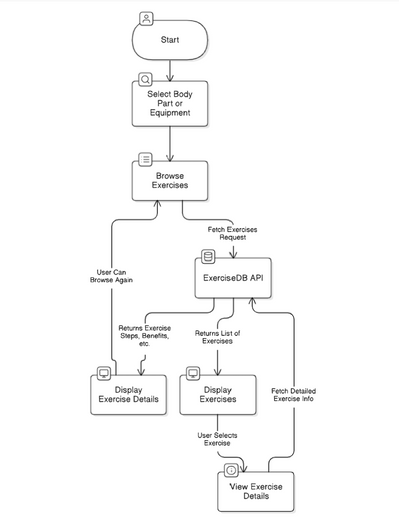 Start
Select Body
Part or
Equipment
Browse
Exercises
Fetch Exercises
Request
ExerciseDB API
User Can
Browse Again
Returns Exercise
Steps, Benefits,
etc.
Returns List of
Exercises
Display
Exercise Details
Display
Exercises
Fetch Detailed
Exercise Info
User Selects
Exercise
View Exercise
Details